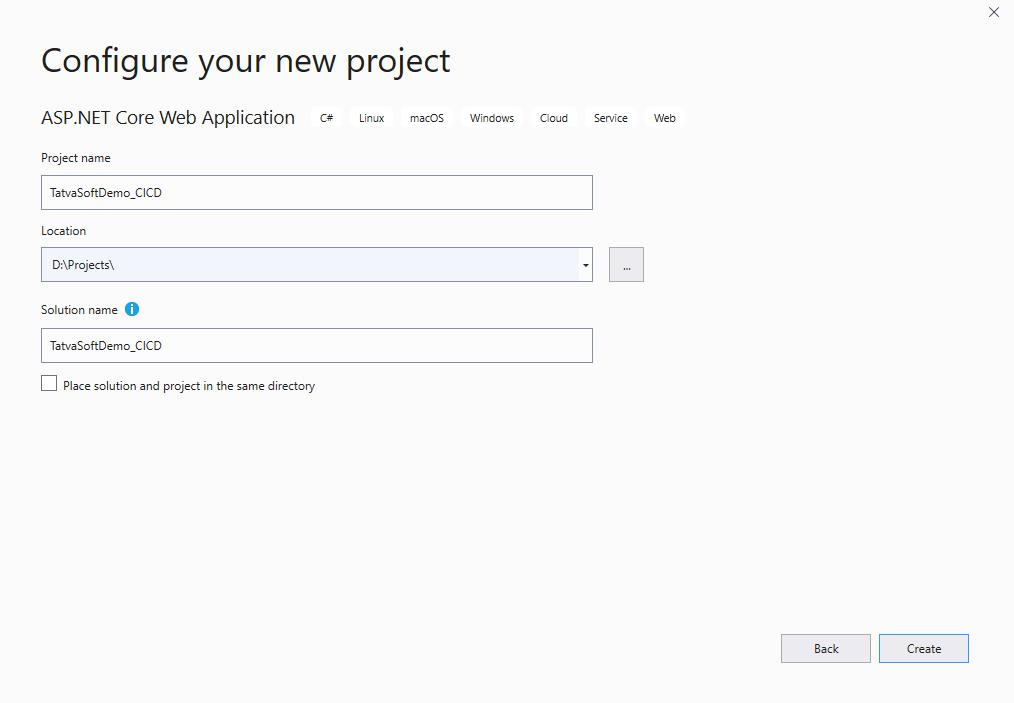 Configure your new project
ASP.NET Core Web Application C# Linux macOS Windows Cloud Service Web
Project name
TatvaSoftDemo_CICD
Location
D:\Projects\
...
Solution name
TatvaSoftDemo_CICD
Place solution and project in the same directory
Back Create